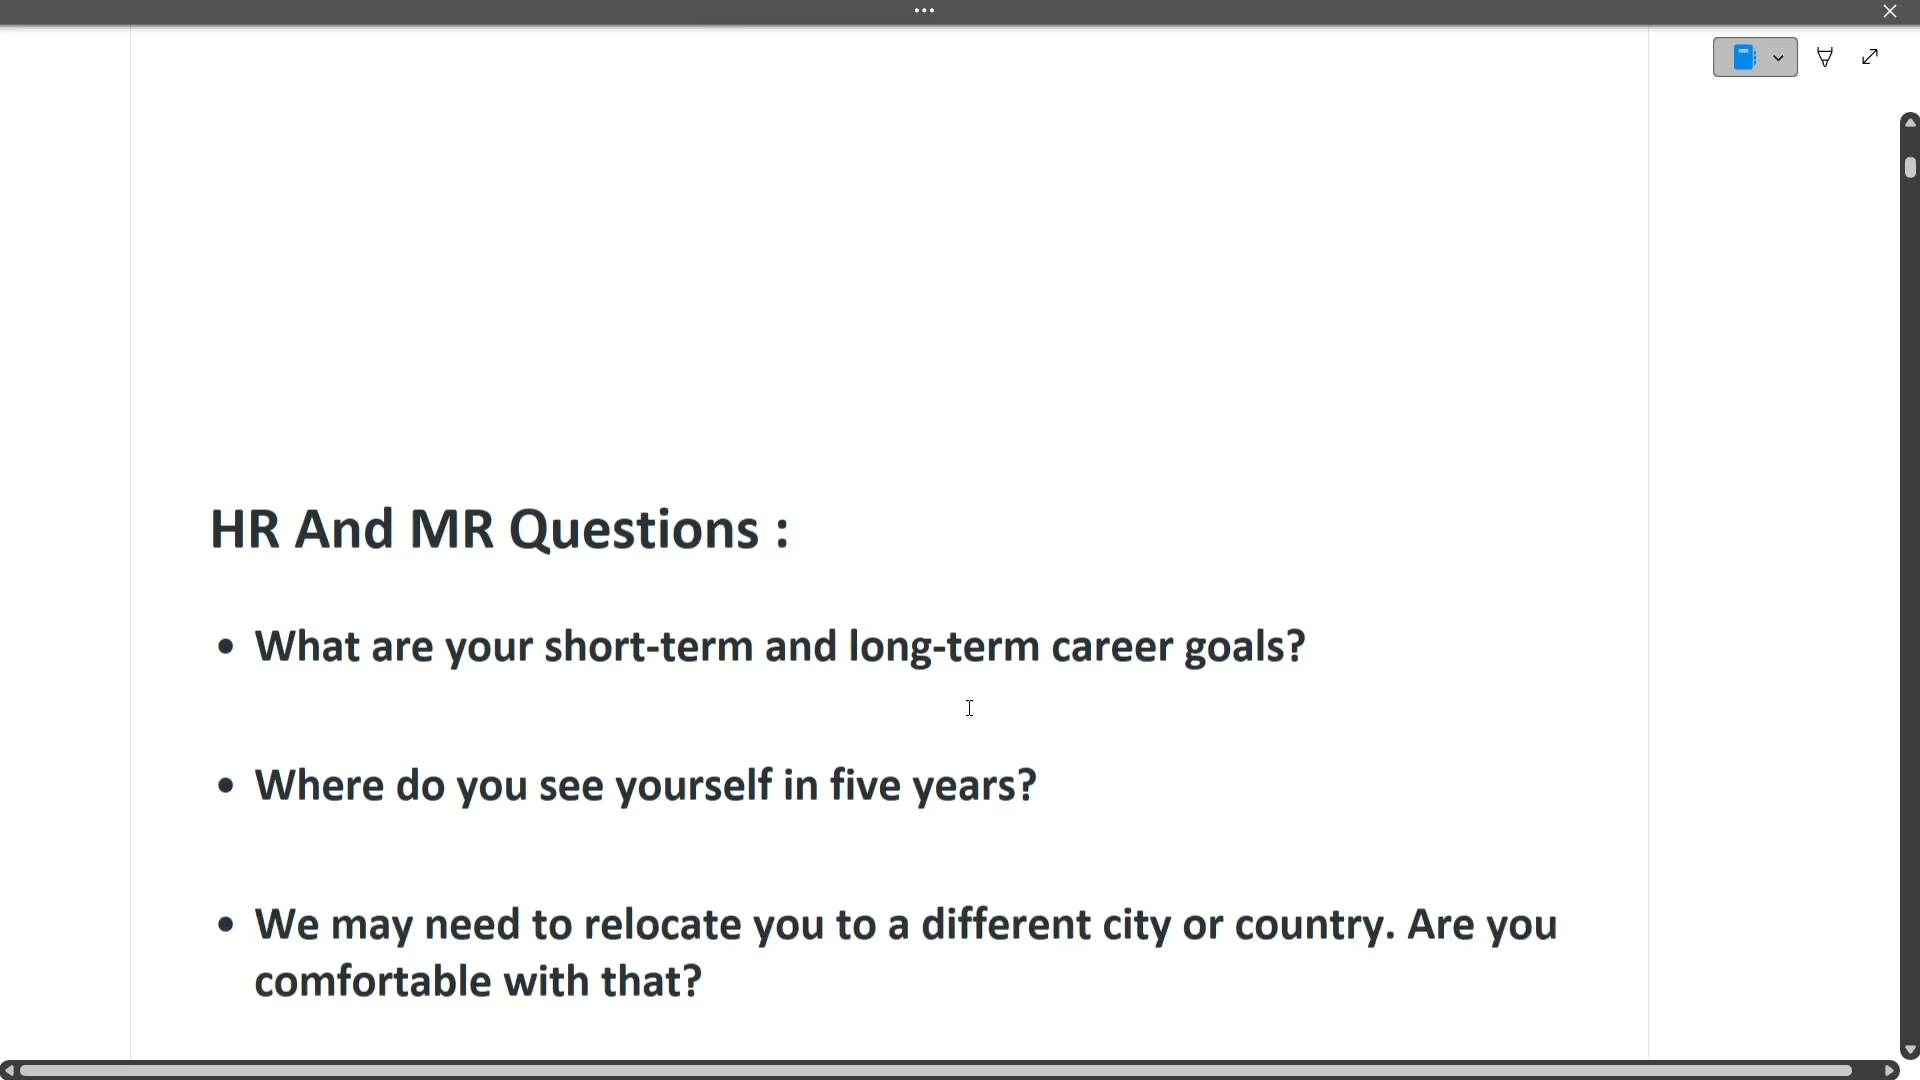 HR And MR Questions :
• What are your short-term and long-term career goals?
• Where do you see yourself in five years?
• We may need to relocate you to a different city or country. Are you
comfortable with that?